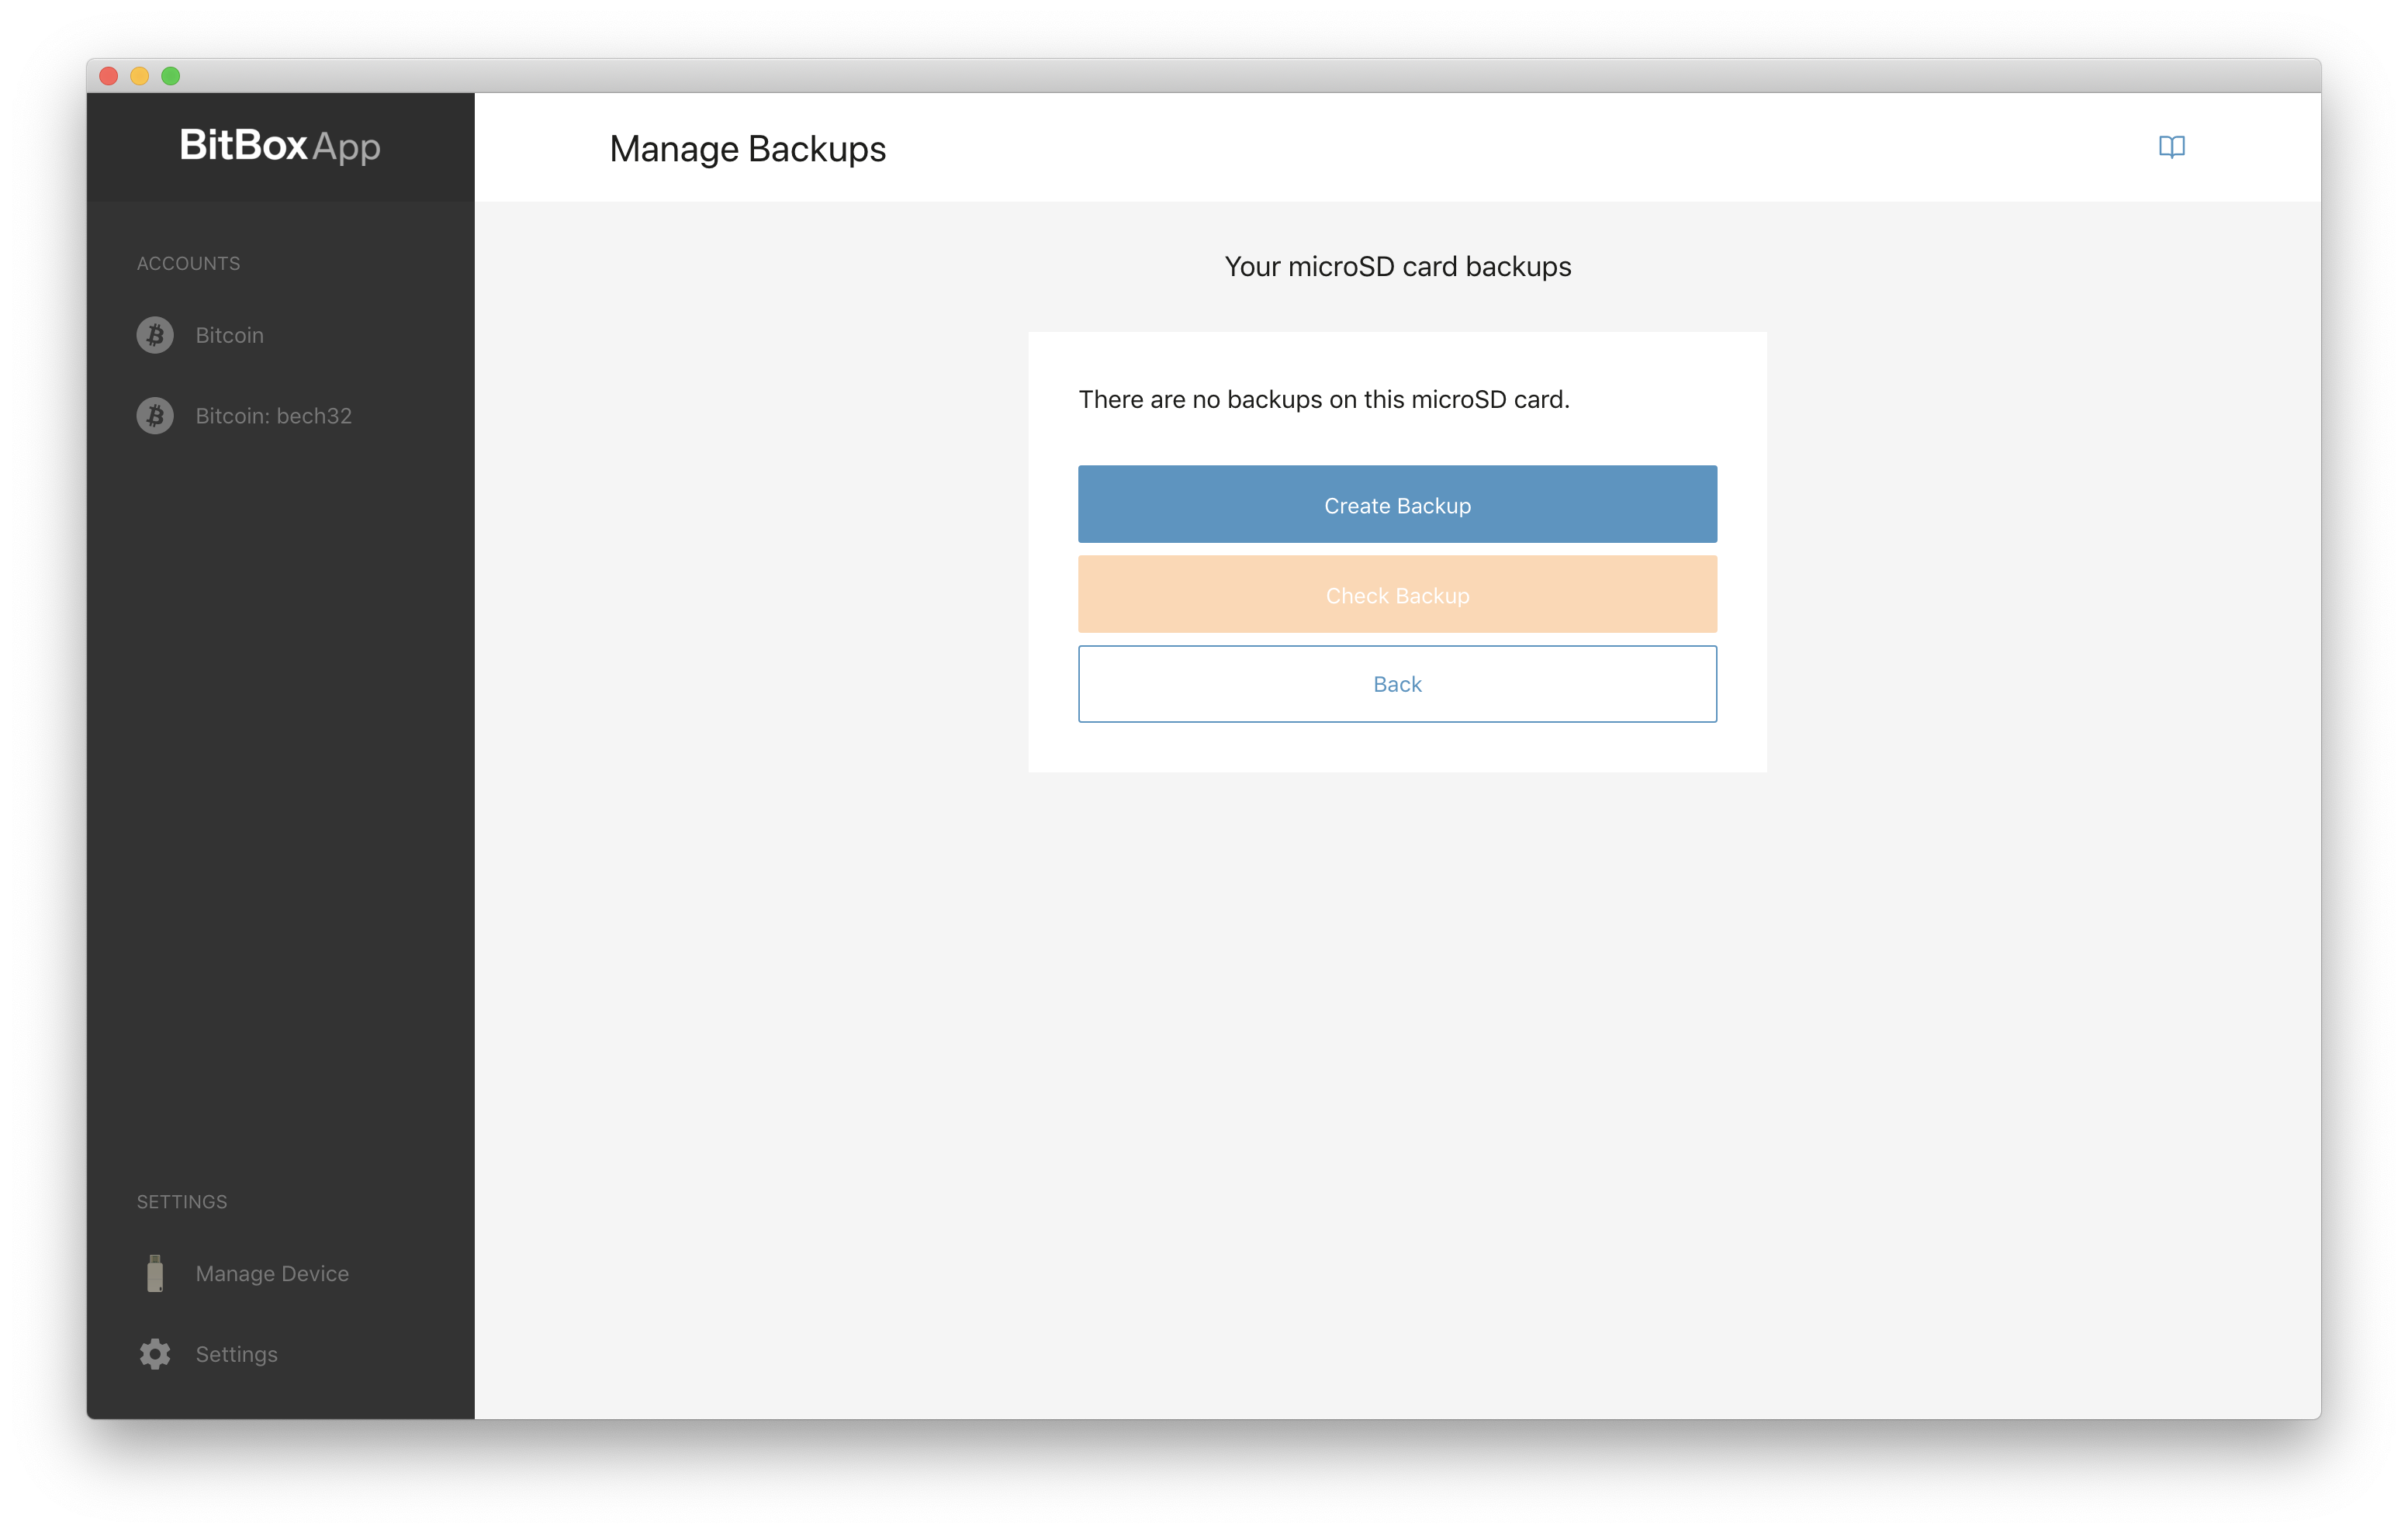 BitBox App
Manage Backups
ACCOUNTS
Bitcoin
Bitcoin: bech32
SETTINGS
Manage Device
Settings
Your microSD card backups
There are no backups on this microSD card.
Create Backup
Check Backup
Back